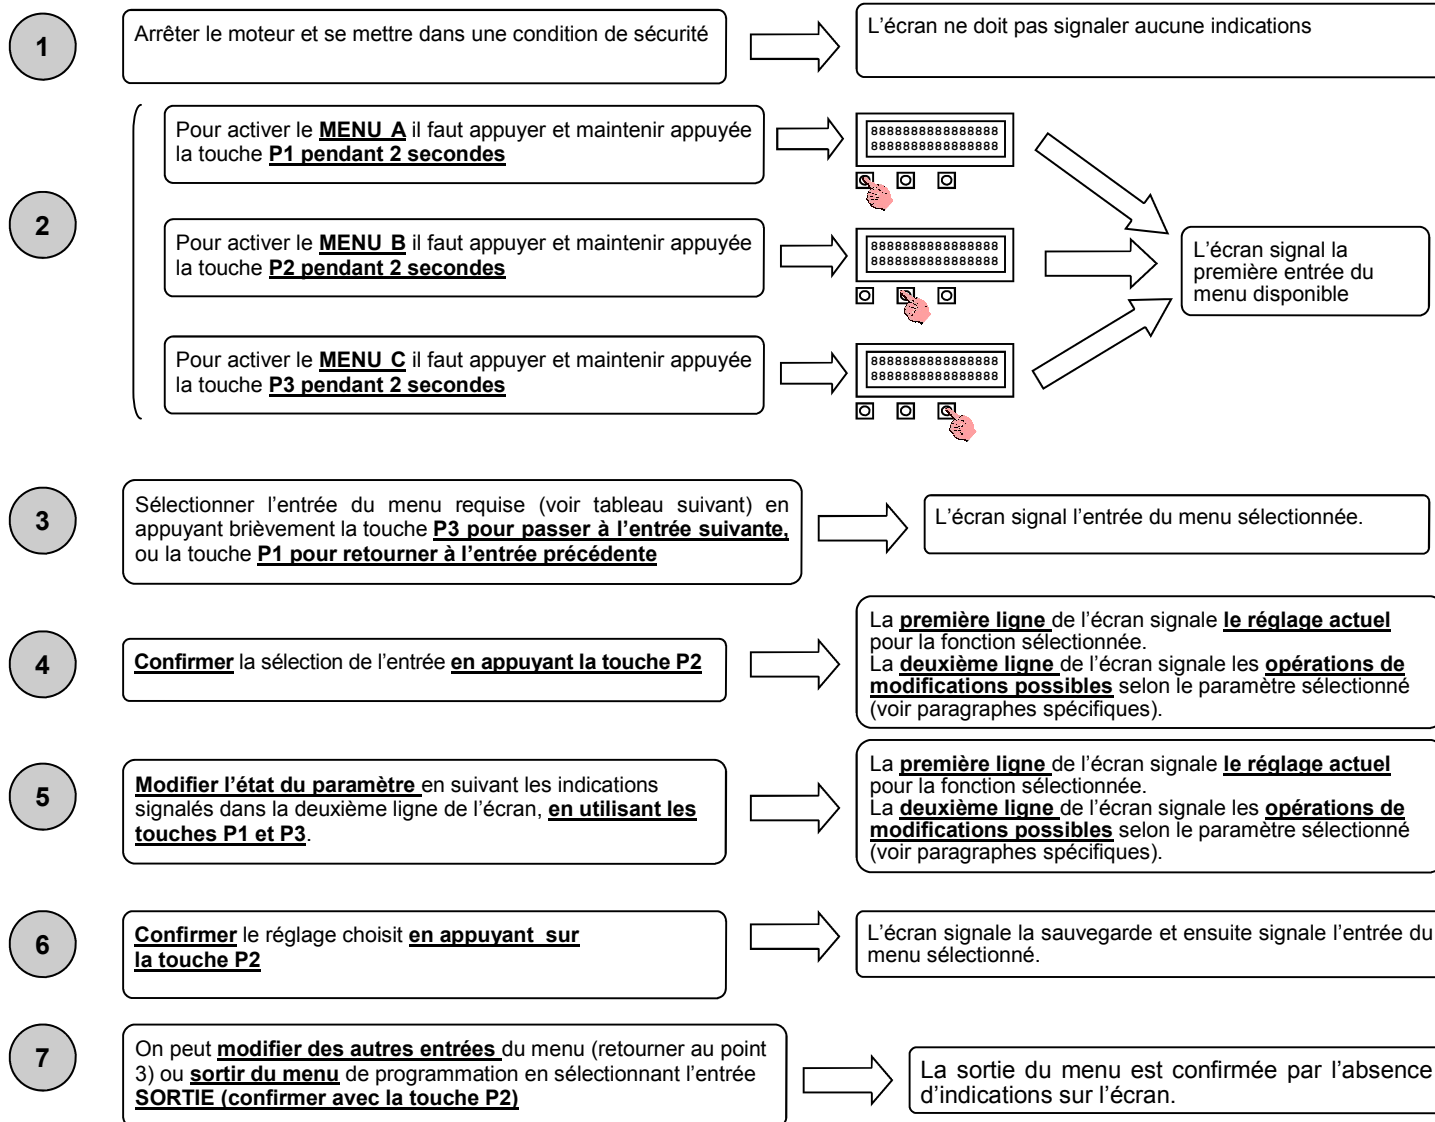 1
Arrêter le moteur et se mettre dans une condition de sécurité
L'écran ne doit pas signaler aucune indications
2
Pour activer le MENU A il faut appuyer et maintenir appuyée
la touche P1 pendant 2 secondes
8888888888888888
8888888888888888
Pour activer le MENU B il faut appuyer et maintenir appuyée
la touche P2 pendant 2 secondes
8888888888888888
8888888888888888
Pour activer le MENU C il faut appuyer et maintenir appuyée
la touche P3 pendant 2 secondes
8888888888888888
8888888888888888
L'écran signal la
première entrée du
menu disponible
3
Sélectionner l'entrée du menu requise (voir tableau suivant) en
appuyant brièvement la touche P3 pour passer à l'entrée suivante,
ou la touche P1 pour retourner à l'entrée précédente
L'écran signal l'entrée du menu sélectionnée.
4
Confirmer la sélection de l'entrée en appuyant la touche P2
La première ligne de l'écran signale le réglage actuel
pour la fonction sélectionnée.
La deuxième ligne de l'écran signale les opérations de
modifications possibles selon le paramètre sélectionné
(voir paragraphes spécifiques).
5
Modifier l'état du paramètre en suivant les indications
signalés dans la deuxième ligne de l'écran, en utilisant les
touches P1 et P3.
La première ligne de l'écran signale le réglage actuel
pour la fonction sélectionnée.
La deuxième ligne de l'écran signale les opérations de
modifications possibles selon le paramètre sélectionné
(voir paragraphes spécifiques).
6
Confirmer le réglage choisit en appuyant sur
la touche P2
L'écran signale la sauvegarde et ensuite signale l'entrée du
menu sélectionné.
7
On peut modifier des autres entrées du menu (retourner au point
3) ou sortir du menu de programmation en sélectionnant l'entrée
SORTIE (confirmer avec la touche P2)
La sortie du menu est confirmée par l'absence
d'indications sur l'écran.